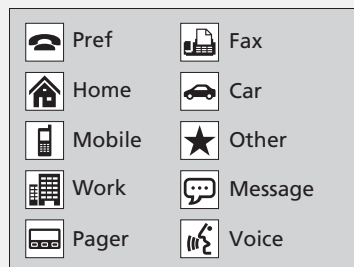 Pref
Home
Mobile
Work
Pager
Fax
Car
Other
Message
Voice